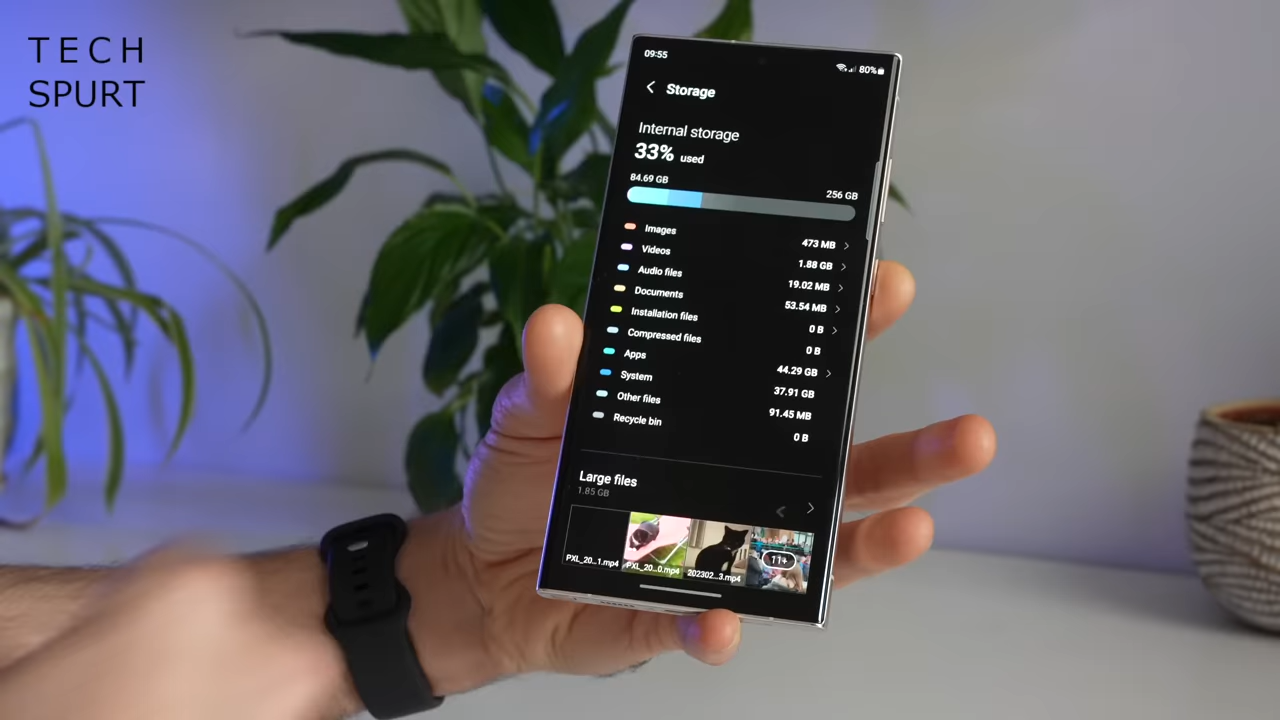 TECH
SPURT
09:55
80%
Storage
Internal storage
33% used
84.69 GB
256 GB
Images 473 MB
Videos 1.88 GB
Audio files 19.02 MB
Documents 53.54 MB
Installation files 0 B
Compressed files 0 B
Apps 44.29 GB
System 37.91 GB
Other files 91.45 MB
Recycle bin 0 B
Large files
1.85 GB
PXL_20...1.mp4
PXL_20...0.mp4
202302...3.mp4
11+